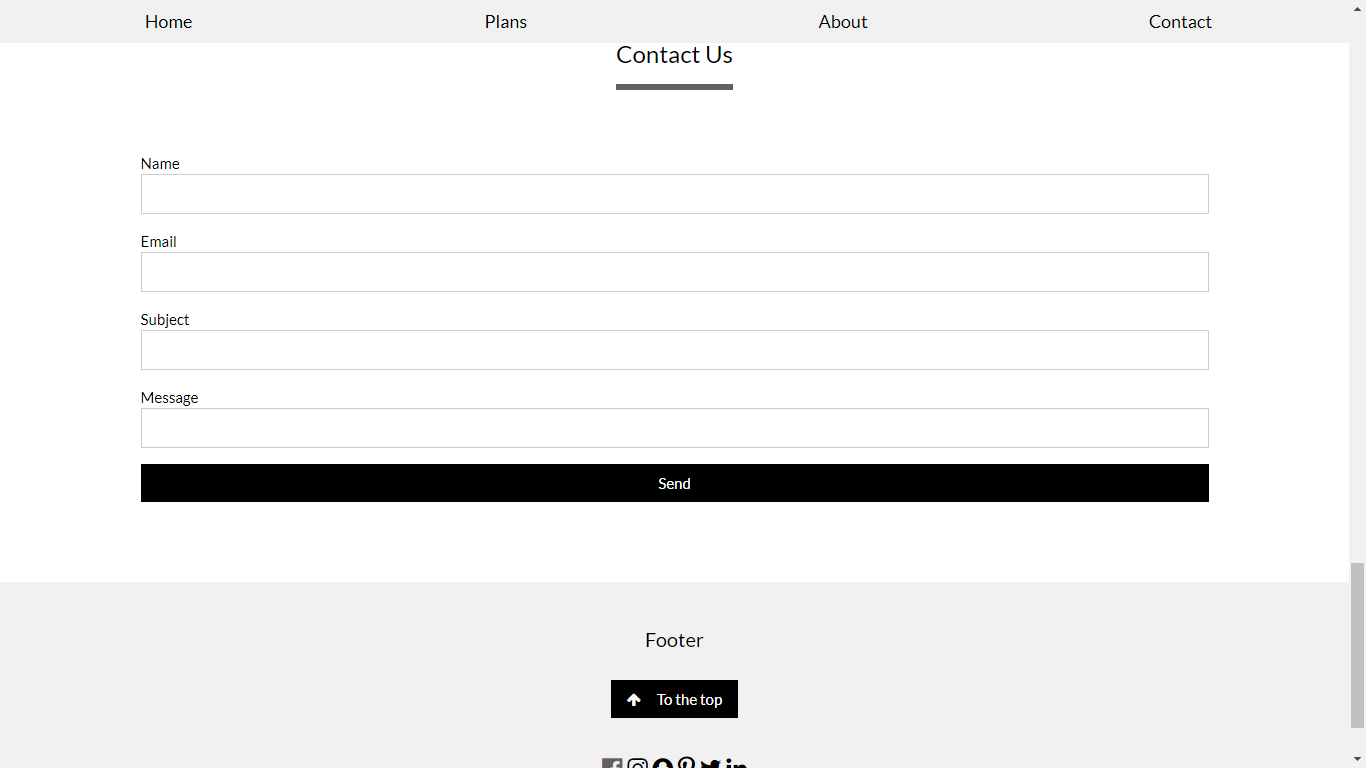 Home Plans About Contact
Contact Us
Name
Email
Subject
Message
Send
Footer
To the top